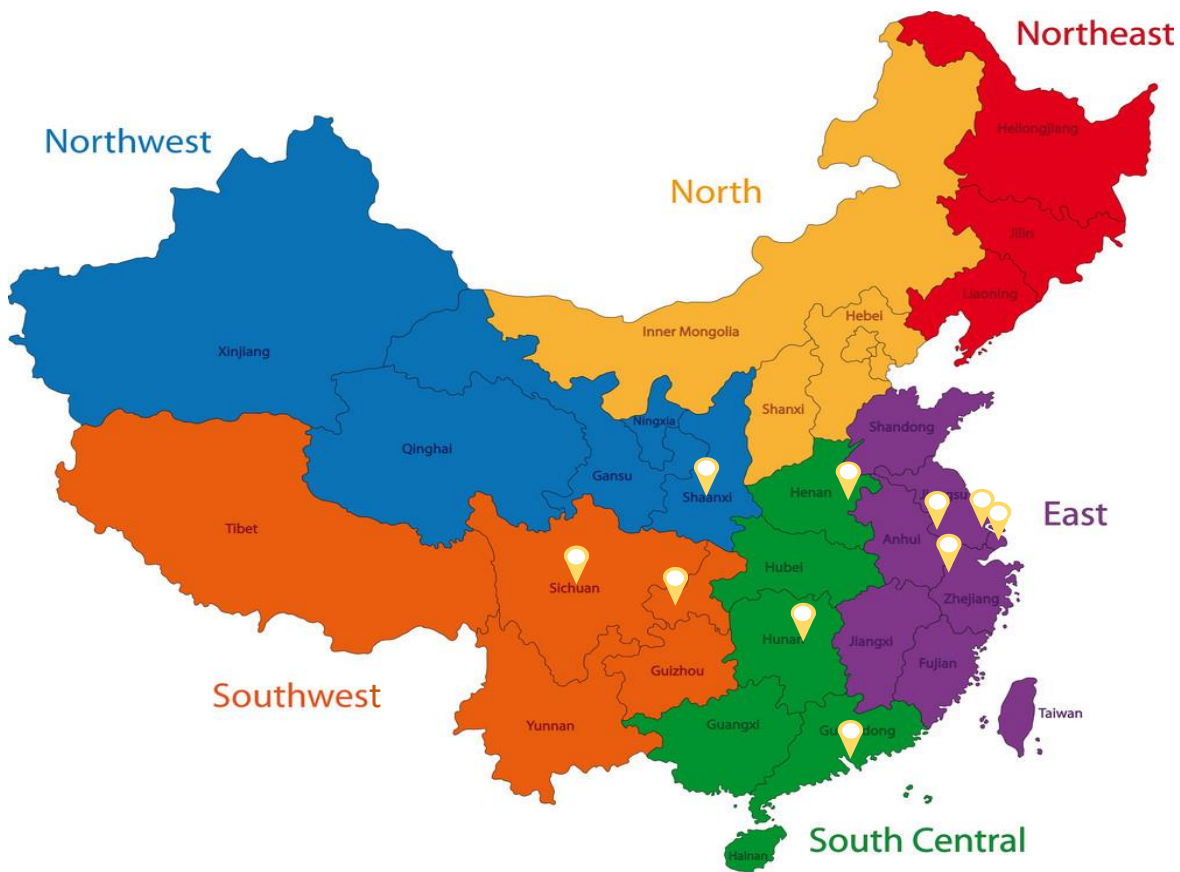 Northeast
Heilongjiang
Northwest
North
Jilin
Liaoning
Hebei
Inner Mongolia
Xinjiang
Shanxi
Ningxia
Shandong
Qinghai
Gansu
Shaanxi
Henan
East
Tibet
Anhui
Hubei
Sichuan
Zhejiang
Hunan
Jiangxi
Fujian
Guizhou
Southwest
Taiwan
Yunnan
Guangxi
South Central
Hainan